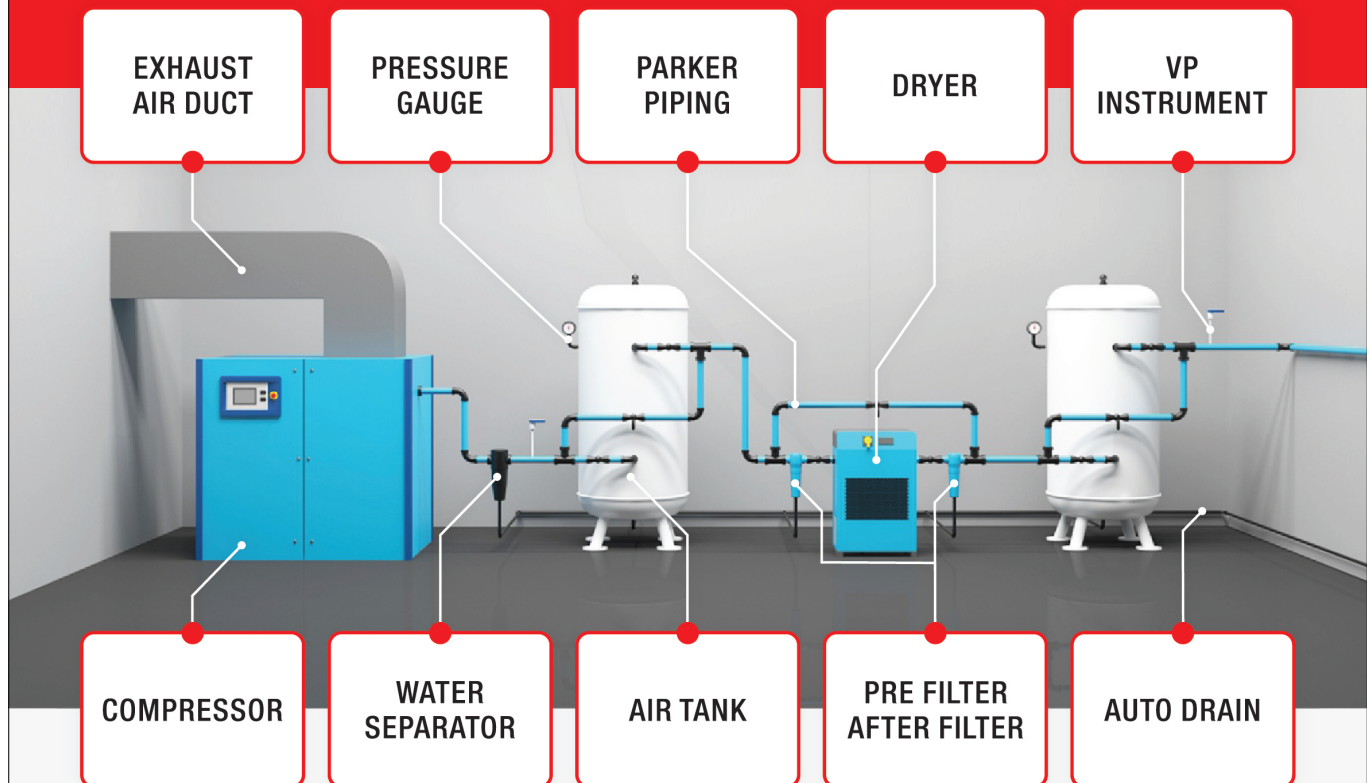 EXHAUST
AIR DUCT
PRESSURE
GAUGE
PARKER
PIPING
DRYER
VP
INSTRUMENT
COMPRESSOR
WATER
SEPARATOR
AIR TANK
PRE FILTER
AFTER FILTER
AUTO DRAIN